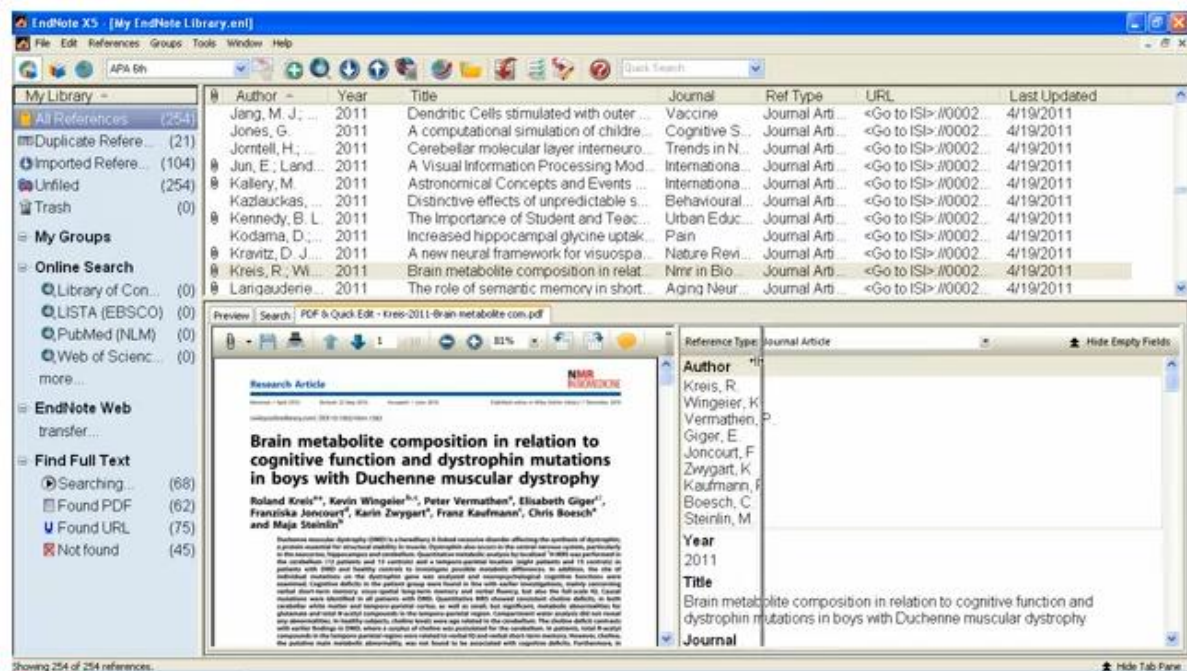 EndNote X5 - [My EndNote Library.enl]
File Edit References Groups Tools Window Help
APA 6th Quick Search
My Library
All References (254)
Duplicate Refere... (21)
Imported Refere... (104)
Unfiled (254)
Trash (0)
My Groups
Online Search
Library of Con... (0)
LISTA (EBSCO) (0)
PubMed (NLM) (0)
Web of Scienc... (0)
more...
EndNote Web
transfer...
Find Full Text
Searching... (68)
Found PDF (62)
Found URL (75)
Not found (45)
Author Year Title Journal Ref Type URL Last Updated
Jang, M. J.; ... 2011 Dendritic Cells stimulated with outer ... Vaccine Journal Arti... <Go to ISI>://0002... 4/19/2011
Jones, G. 2011 A computational simulation of childre... Cognitive S... Journal Arti... <Go to ISI>://0002... 4/19/2011
Jorntell, H.; ... 2011 Cerebellar molecular layer interneuro... Trends in N... Journal Arti... <Go to ISI>://0002... 4/19/2011
Jun, E.; Land... 2011 A Visual Information Processing Mod... Internationa... Journal Arti... <Go to ISI>://0002... 4/19/2011
Kallery, M. 2011 Astronomical Concepts and Events ... Internationa... Journal Arti... <Go to ISI>://0002... 4/19/2011
Kazlauckas, ... 2011 Distinctive effects of unpredictable s... Behavioural... Journal Arti... <Go to ISI>://0002... 4/19/2011
Kennedy, B. L. 2011 The Importance of Student and Teac... Urban Educ... Journal Arti... <Go to ISI>://0002... 4/19/2011
Kodama, D.;... 2011 Increased hippocampal glycine uptak... Pain Journal Arti... <Go to ISI>://0002... 4/19/2011
Kravitz, D. J.... 2011 A new neural framework for visuospa... Nature Revi... Journal Arti... <Go to ISI>://0002... 4/19/2011
Kreis, R.; Wi... 2011 Brain metabolite composition in relat... Nmr in Bio... Journal Arti... <Go to ISI>://0002... 4/19/2011
Larigauderie... 2011 The role of semantic memory in short... Aging Neur... Journal Arti... <Go to ISI>://0002... 4/19/2011
Preview Search PDF & Quick Edit - Kreis-2011-Brain metabolite com.pdf
1 81%
Research Article
NMR
IN BIOMEDICINE
Brain metabolite composition in relation to
cognitive function and dystrophin mutations
in boys with Duchenne muscular dystrophy
Roland Kreis, Kevin Wingeier, Peter Vermathen, Elisabeth Giger,
Franziska Joncourt, Karin Zwygart, Franz Kaufmann, Chris Boesch
and Maja Steinlin
Reference Type: Journal Article Hide Empty Fields
Author
Kreis, R.
Wingeier, K
Vermathen, P.
Giger, E.
Joncourt, F
Zwygart, K
Kaufmann, F
Boesch, C.
Steinlin, M.
Year
2011
Title
Brain metabolite composition in relation to cognitive function and
dystrophin mutations in boys with Duchenne muscular dystrophy
Journal
Showing 254 of 254 references.
Hide Tab Pane